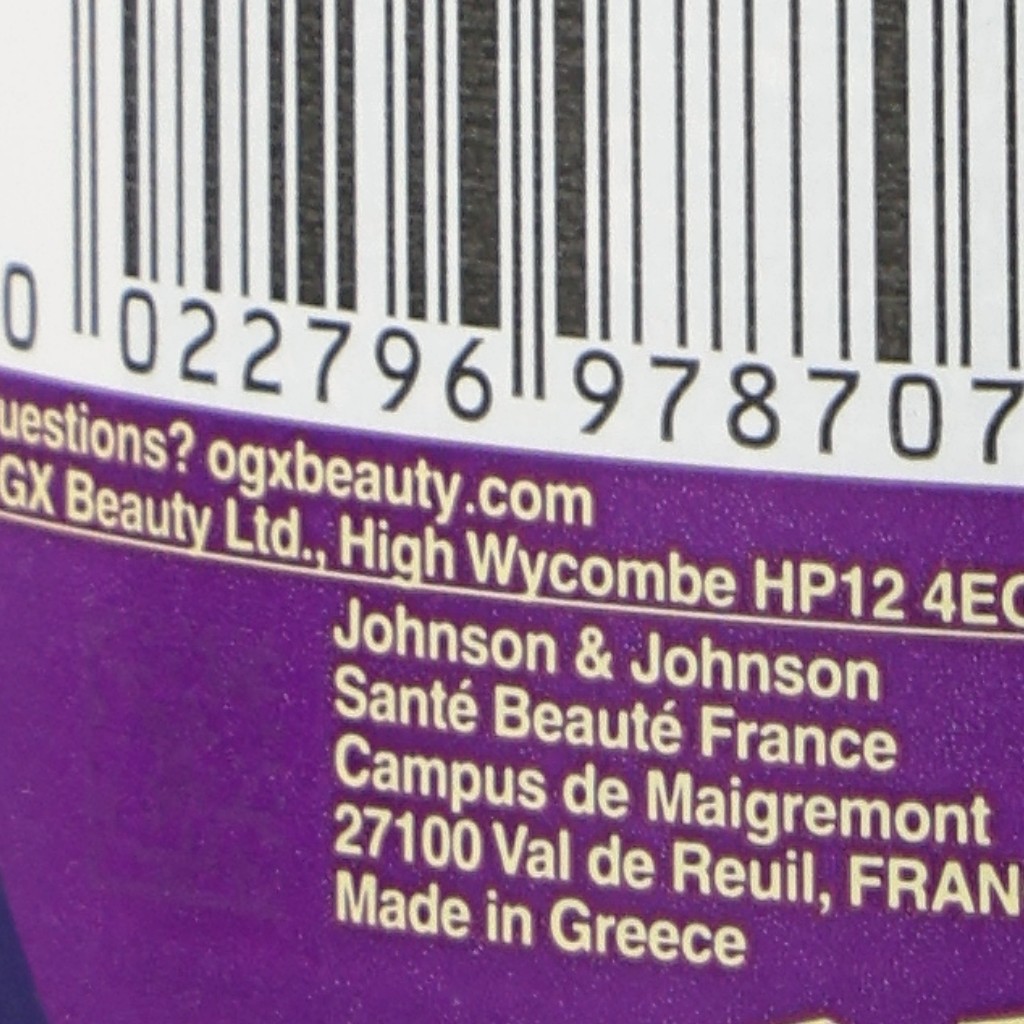 0 022796 978707
uestions? ogxbeauty.com
GX Beauty Ltd., High Wycombe HP12 4E
Johnson & Johnson
Santé Beauté France
Campus de Maigremont
27100 Val de Reuil, FRAN
Made in Greece